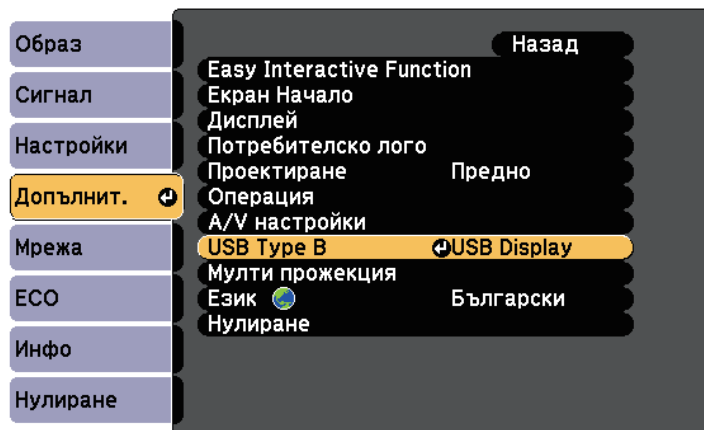 Образ
Сигнал
Настройки
Допълнит.
Мрежа
ECO
Инфо
Нулиране
Назад
Easy Interactive Function
Екран Начало
Дисплей
Потребителско лого
Проектиране Предно
Операция
A/V настройки
USB Type B USB Display
Мулти прожекция
Език Български
Нулиране